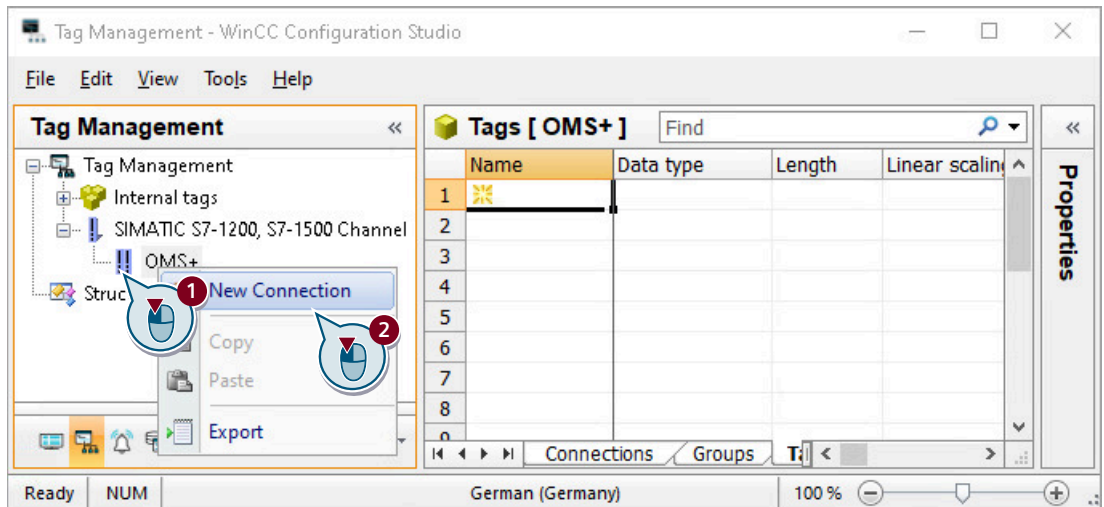 Tag Management - WinCC Configuration Studio
File Edit View Tools Help
Tag Management «
Tags [ OMS+ ] Find «
Name Data type Length Linear scaling
Tag Management
Internal tags
SIMATIC S7-1200, S7-1500 Channel
OMS+
Struc
1
2
3
4
5
6
7
8
Properties
1 New Connection
2
Copy
Paste
Export
Connections Groups
Ready NUM German (Germany) 100 %